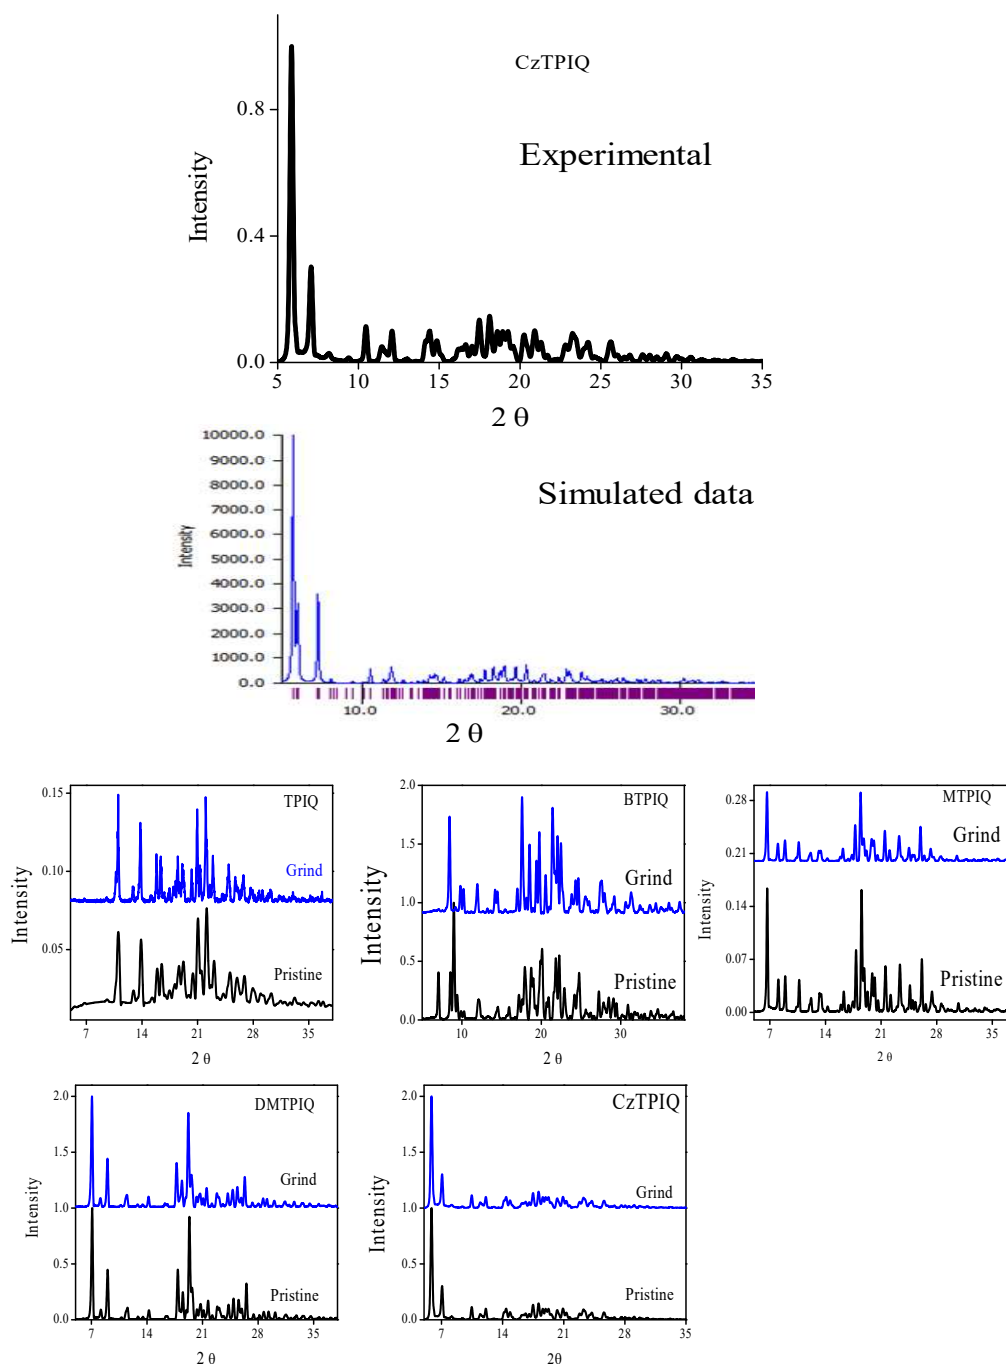 CzTPIQ
Experimental
Intensity
0.8
0.4
0.0
5 10 15 20 25 30 35
2 θ
Simulated data
Intensity
10000.0
9000.0
8000.0
7000.0
6000.0
5000.0
4000.0
3000.0
2000.0
1000.0
0.0
10.0 20.0 30.0
2 θ
TPIQ
Grind
Pristine
Intensity
0.15
0.10
0.05
7 14 21 28 35
2 θ
BTPIQ
Grind
Pristine
Intensity
2.0
1.5
1.0
0.5
0.0
10 20 30
2 θ
MTPIQ
Grind
Pristine
Intensity
0.28
0.21
0.14
0.07
0.00
7 14 21 28 35
2 θ
DMTPIQ
Grind
Pristine
Intensity
2.0
1.5
1.0
0.5
0.0
7 14 21 28 35
2 θ
CzTPIQ
Grind
Pristine
Intensity
2.0
1.5
1.0
0.5
0.0
7 14 21 28 35
2θ